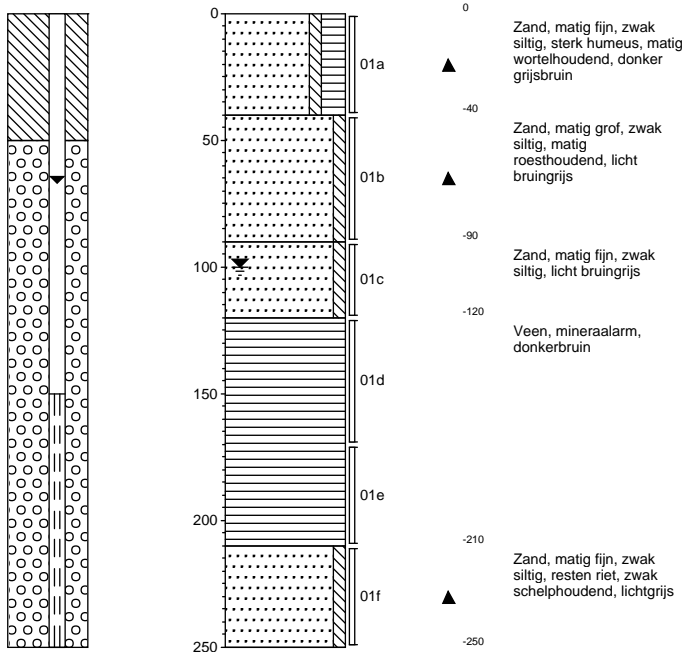 0
50
100
150
200
250
01a
01b
01c
01d
01e
01f
0
Zand, matig fijn, zwak
siltig, sterk humeus, matig
wortelhoudend, donker
grijsbruin
-40
Zand, matig grof, zwak
siltig, matig
roesthoudend, licht
bruingrijs
-90
Zand, matig fijn, zwak
siltig, licht bruingrijs
-120
Veen, mineraalarm,
donkerbruin
-210
Zand, matig fijn, zwak
siltig, resten riet, zwak
schelphoudend, lichtgrijs
-250